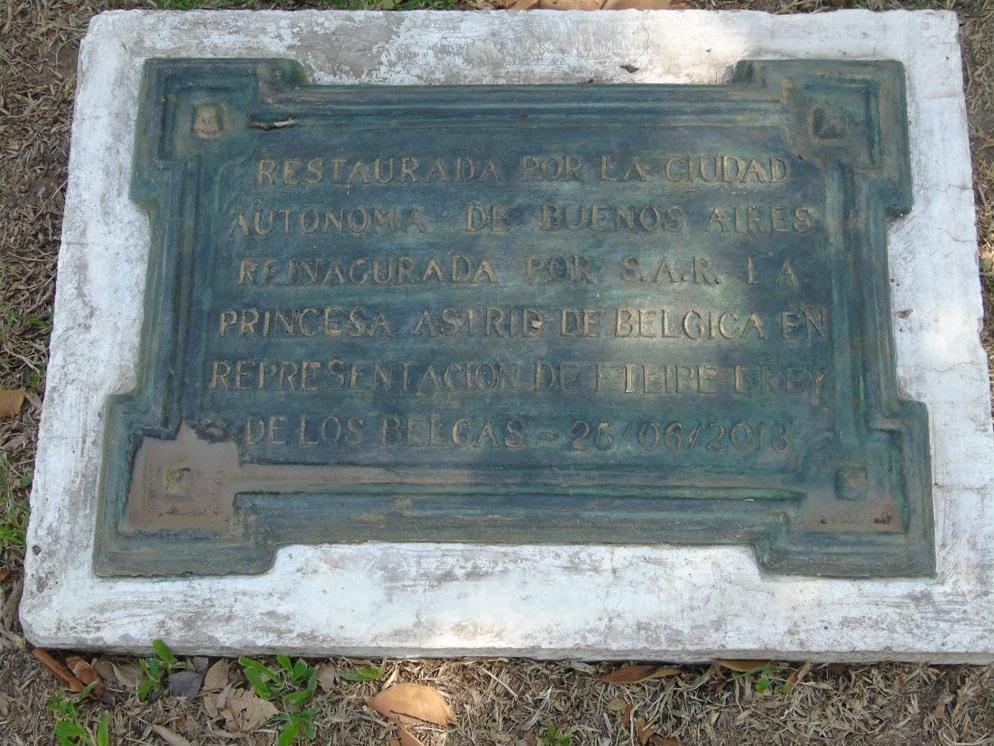 RESTAURADA POR LA CIUDAD
AUTONOMA DE BUENOS AIRES
REINAGURADA POR S.A.R. LA
PRINCESA ASTRID DE BELGICA EN
REPRESENTACION DE FILIPE I REY
DE LOS BELGAS - 25/06/2018